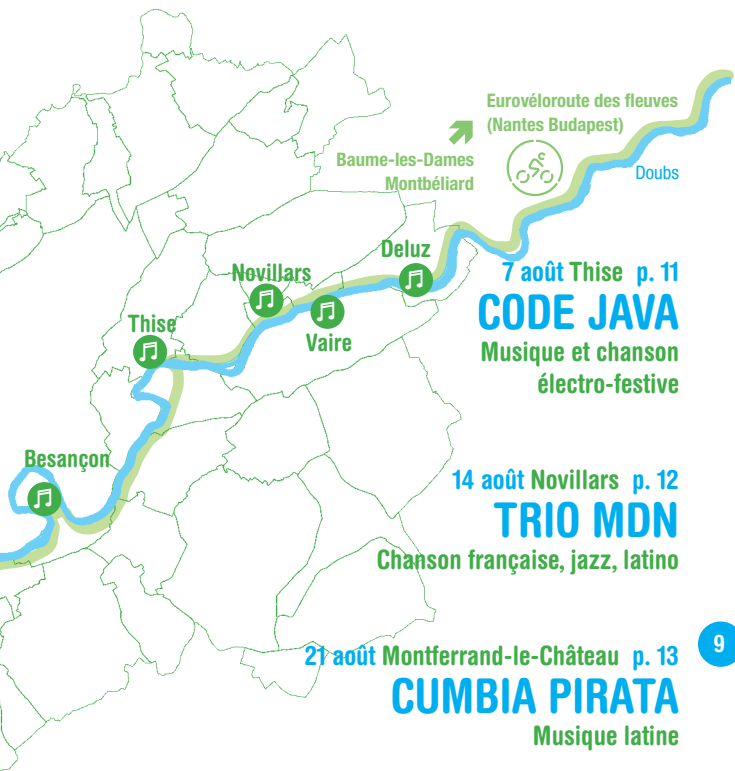 Eurovéloroute des fleuves
(Nantes Budapest)
Baume-les-Dames
Montbéliard
Doubs
Deluz
Novillars
Thise
Vaire
Besançon
7 août Thise p. 11
CODE JAVA
Musique et chanson
électro-festive
14 août Novillars p. 12
TRIO MDN
Chanson française, jazz, latino
21 août Montferrand-le-Château p. 13
CUMBIA PIRATA
Musique latine
9